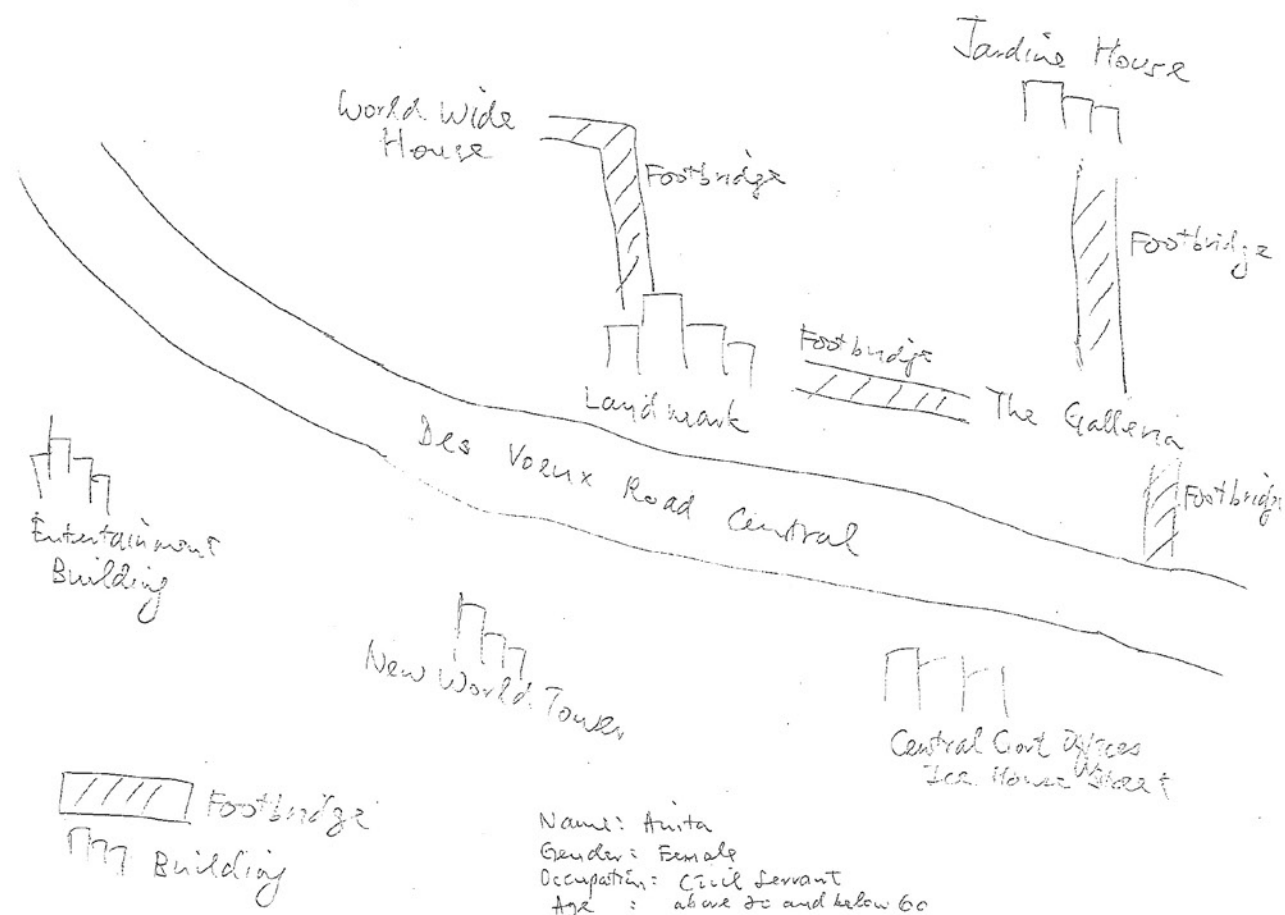 Jardine House
World Wide
House
Footbridge
Footbridge
Footbridge
Landmark
The Galleria
Des Voeux Road Central
Footbridge
Entertainment
Building
New World Tower
Central Govt Offices
Ice House Street
Footbridge
Building
Name: Anita
Gender: Female
Occupation: Civil Servant
Age : above and below 60